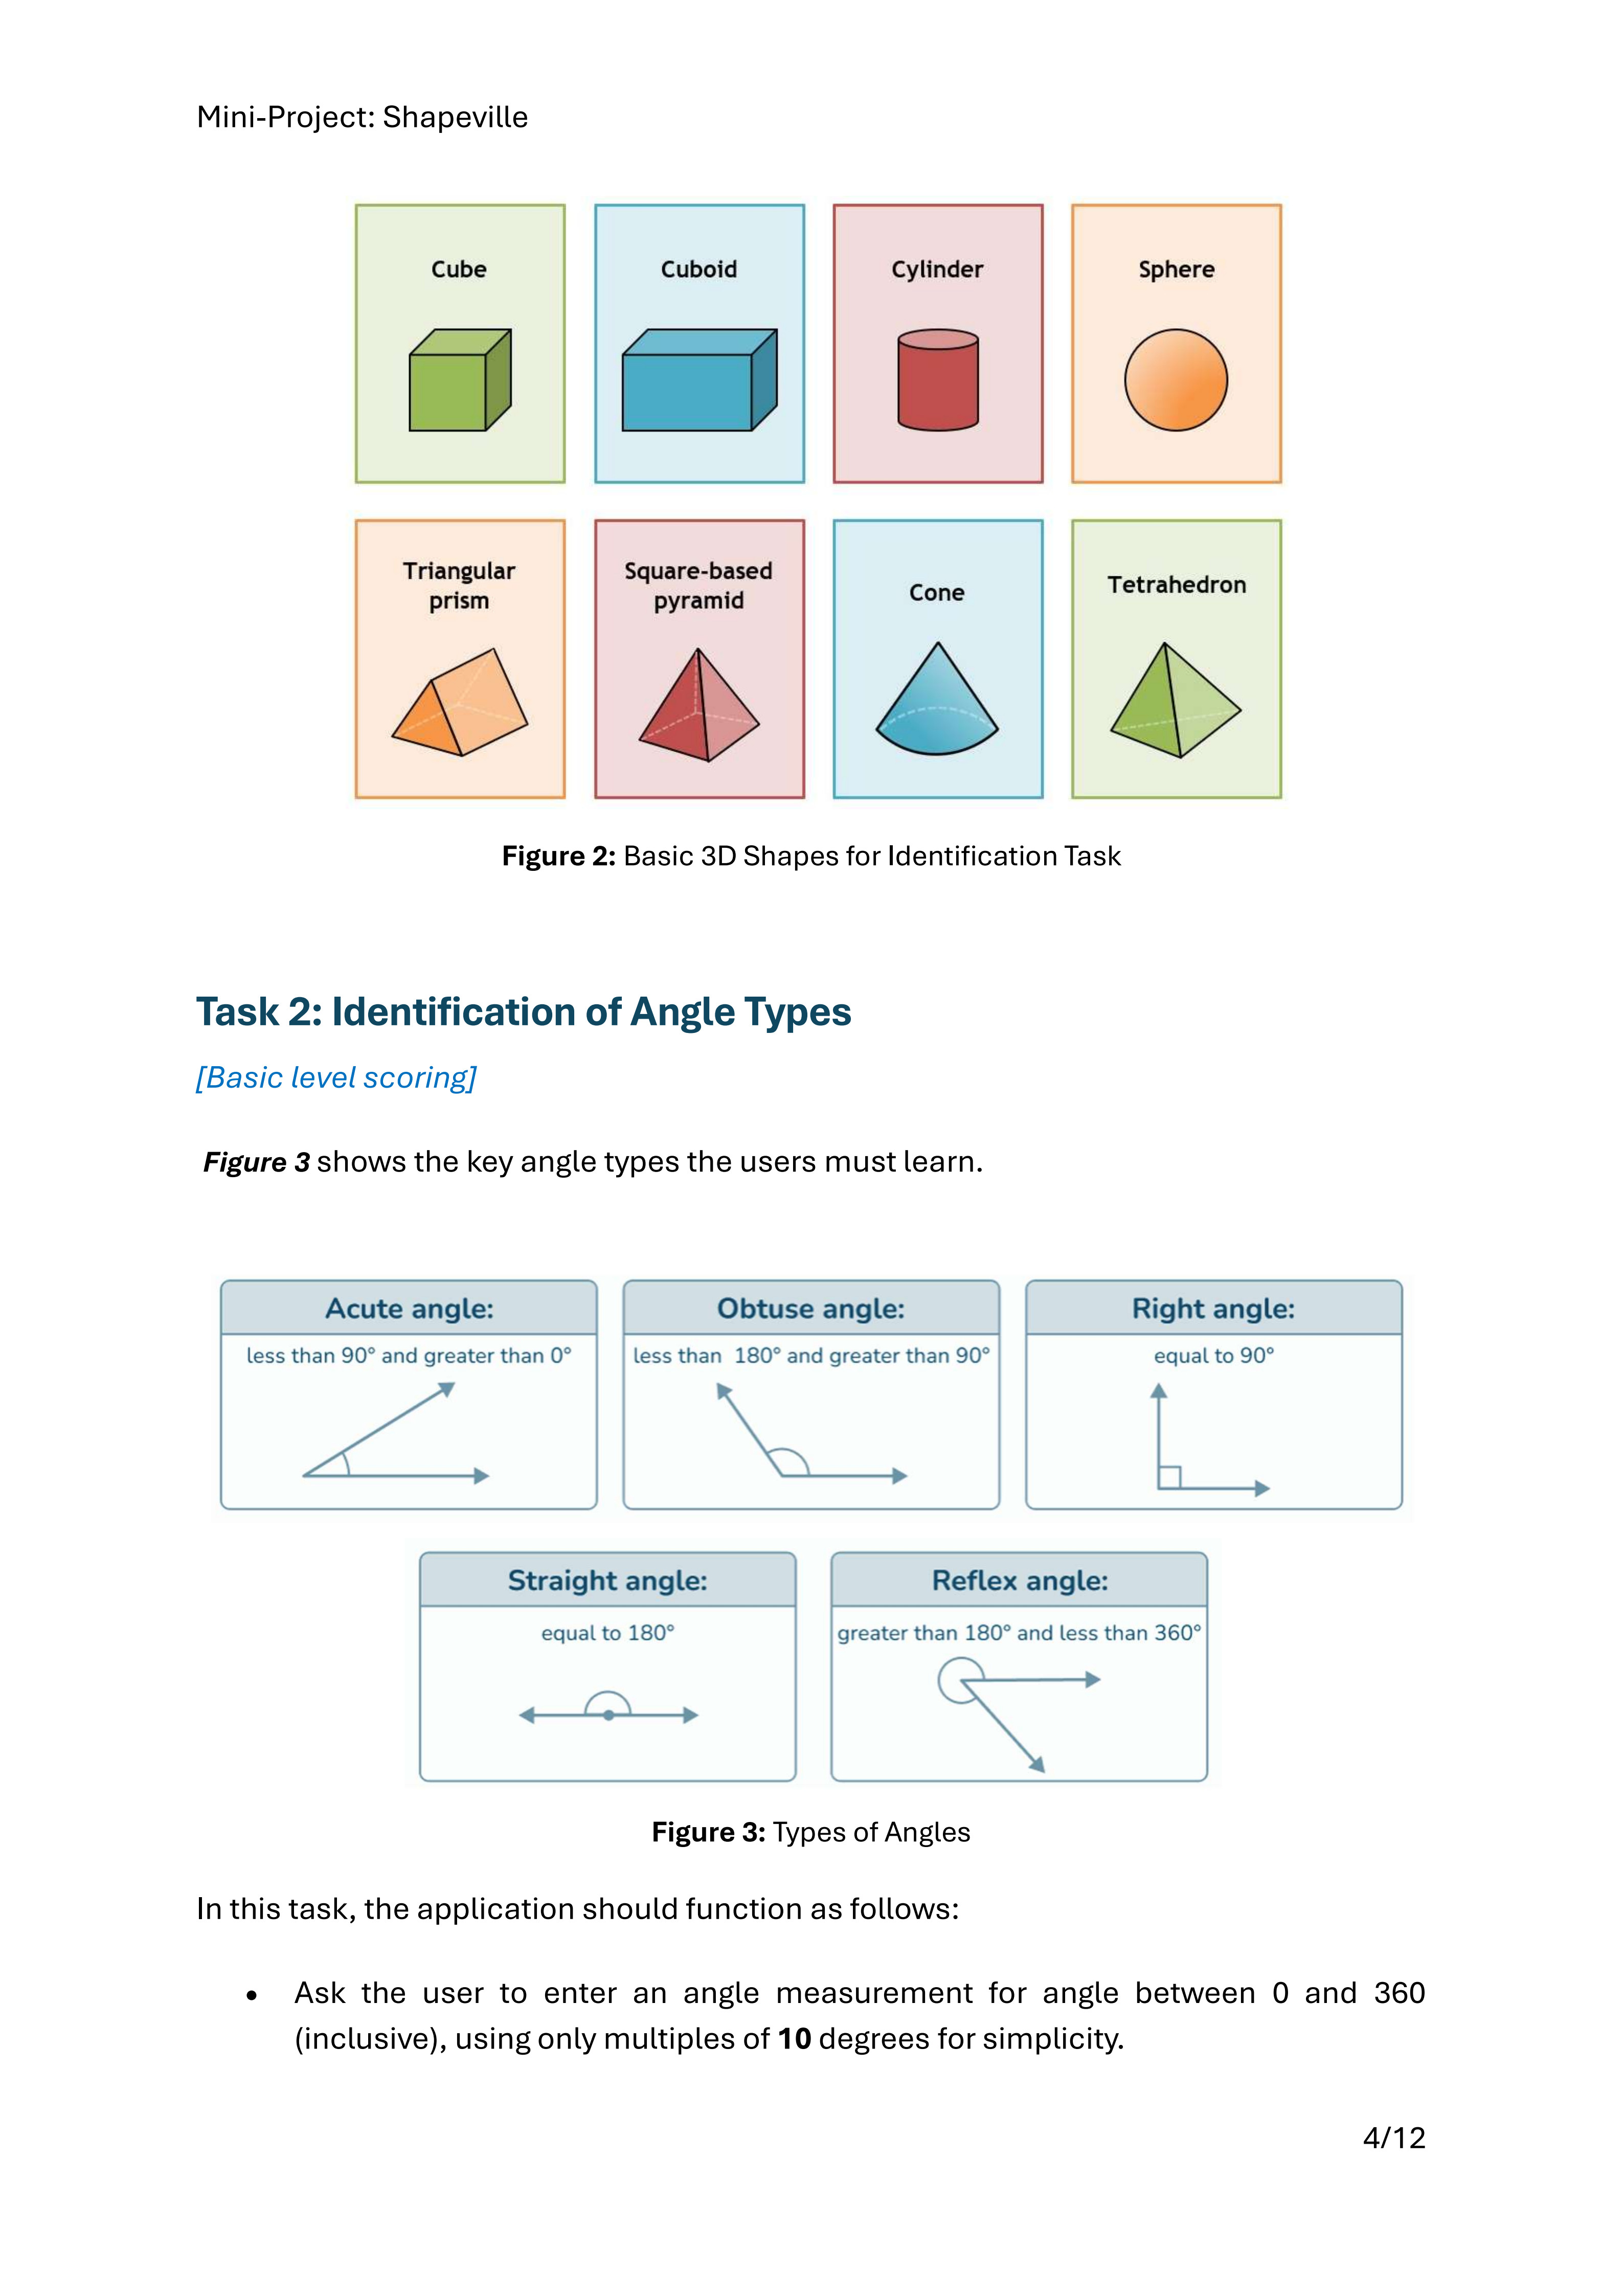 Mini-Project: Shapeville
Cube
Cuboid
Cylinder
Sphere
Triangular
prism
Square-based
pyramid
Cone
Tetrahedron
Figure 2: Basic 3D Shapes for Identification Task
Task 2: Identification of Angle Types
[Basic level scoring]
Figure 3 shows the key angle types the users must learn.
Acute angle:
less than 90° and greater than 0°
Obtuse angle:
less than 180° and greater than 90°
Right angle:
equal to 90°
Straight angle:
equal to 180°
Reflex angle:
greater than 180° and less than 360°
Figure 3: Types of Angles
In this task, the application should function as follows:
• Ask the user to enter an angle measurement for angle between 0 and 360
(inclusive), using only multiples of 10 degrees for simplicity.
4/12